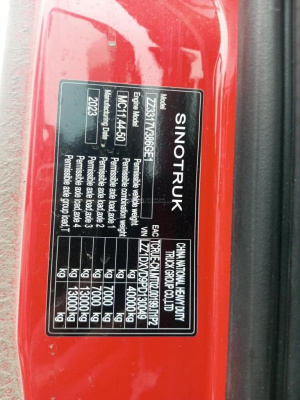 SINOTRUK
CHINA NATIONAL HEAVY DUTY
TRUCK GROUP CO.,LTD
Model ZZ3317V386GE1
EAC
Engine Model MC11.44-50
VIN
Manufacturing Date 2023
Permissible vehicle weight 40000 kg
Permissible combination weight kg
Permissible axle load,axle 1 7000 kg
Permissible axle load,axle 2 7000 kg
Permissible axle load,axle 3 13000 kg
Permissible axle load,axle 4 13000 kg
Permissible axle group load,T kg